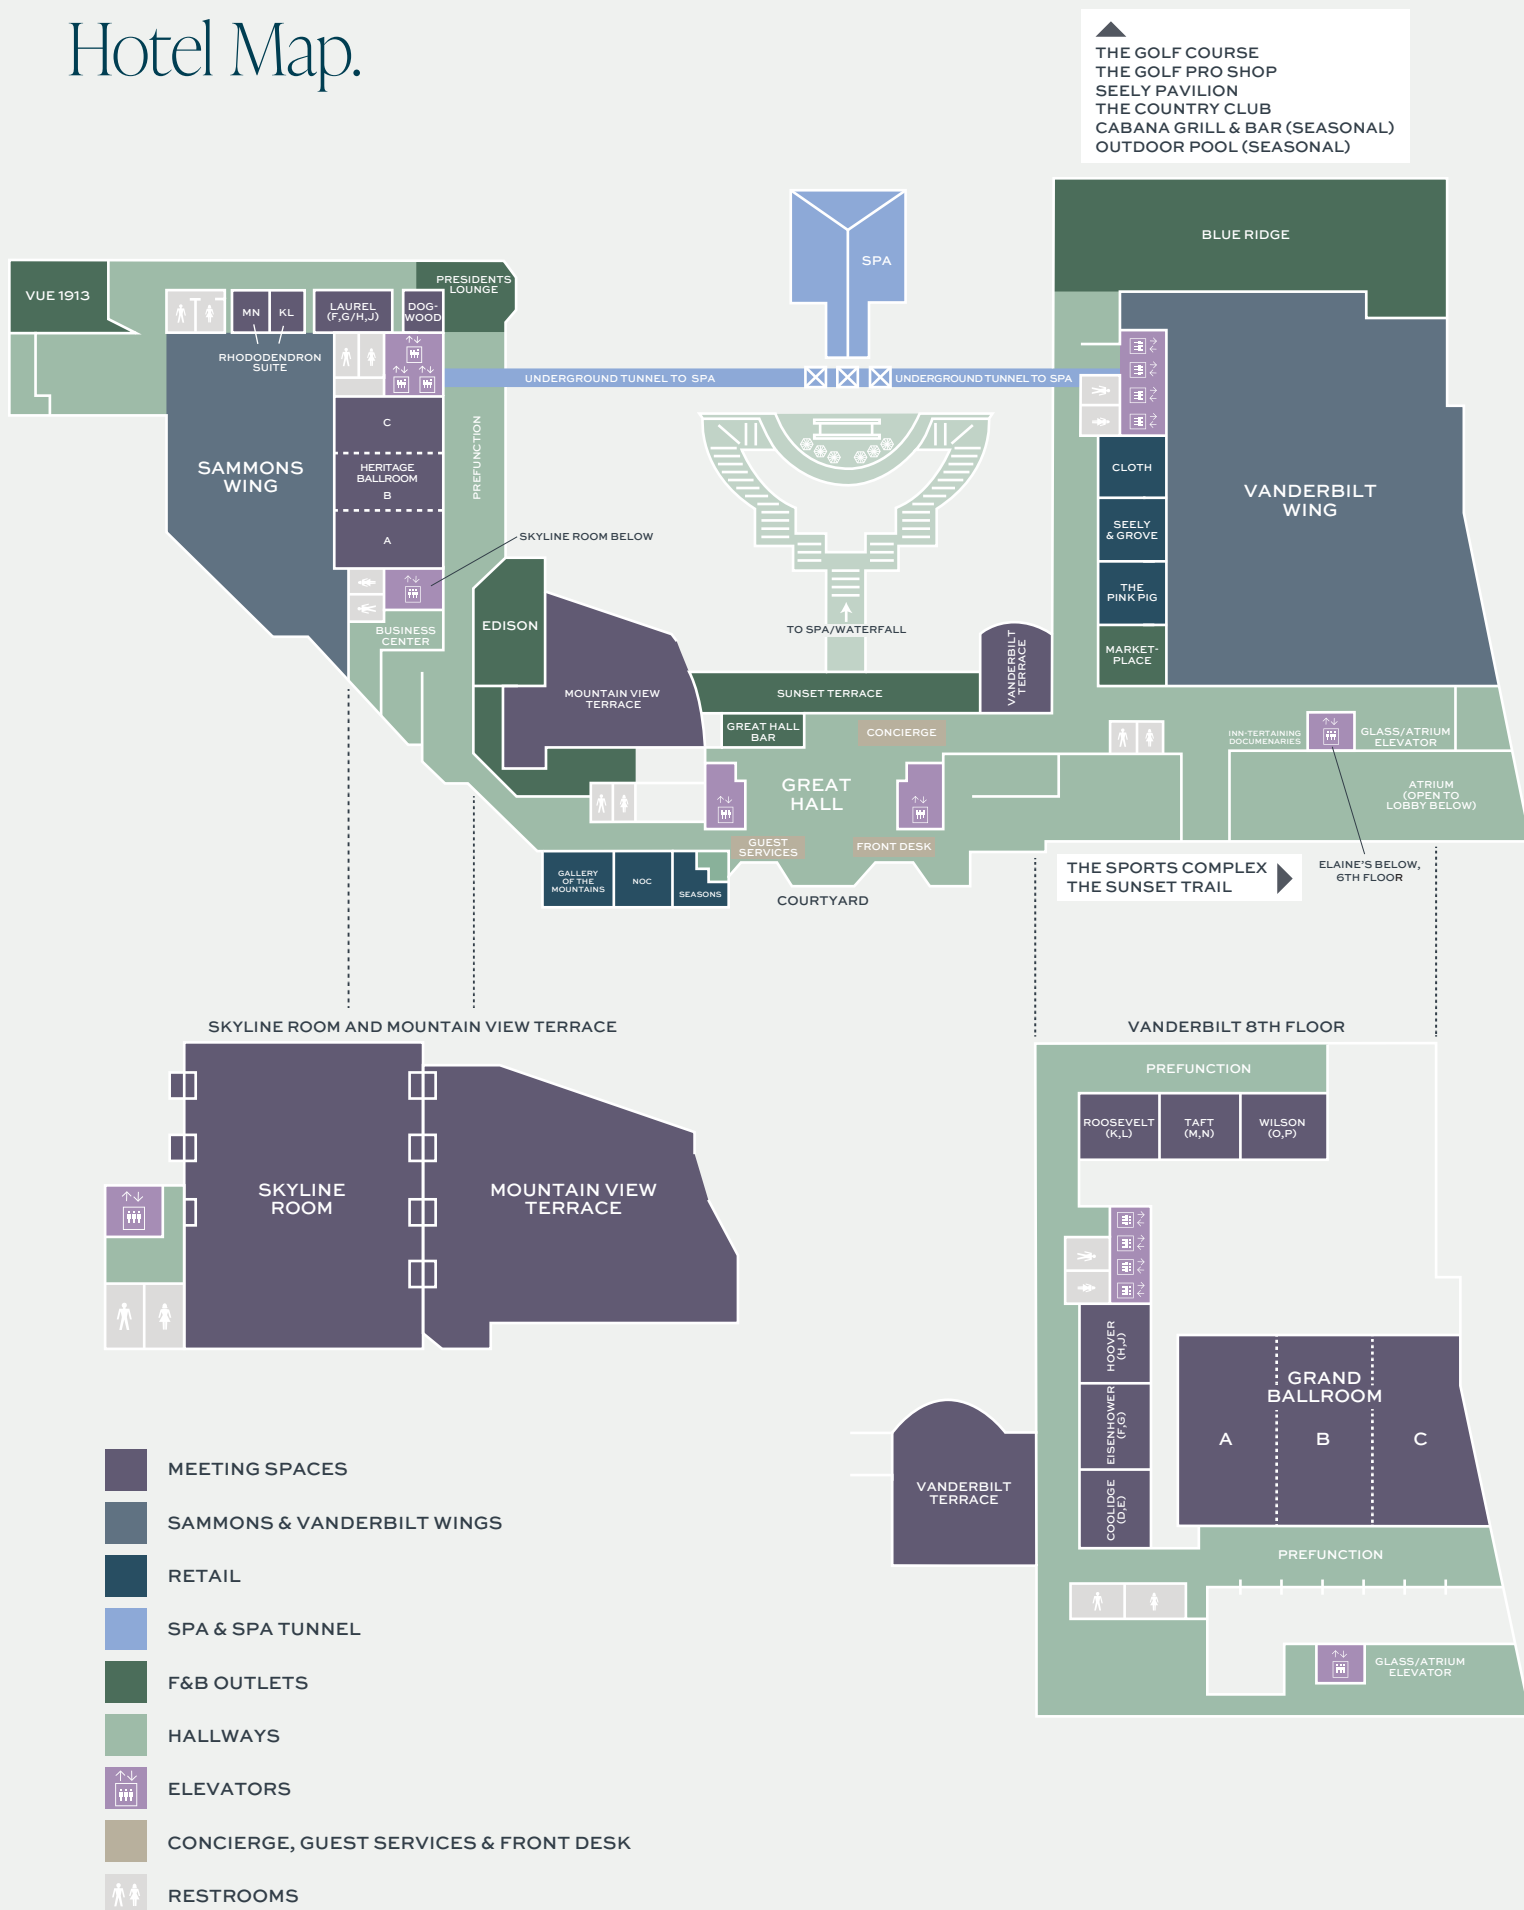 Hotel Map.
THE GOLF COURSE
THE GOLF PRO SHOP
SEELY PAVILION
THE COUNTRY CLUB
CABANA GRILL & BAR (SEASONAL)
OUTDOOR POOL (SEASONAL)
BLUE RIDGE
SPA
VUE 1913
PRESIDENTS
LOUNGE
MN
KL
LAUREL
(F,G/H,J)
DOG-
WOOD
RHODODENDRON
SUITE
UNDERGROUND TUNNEL TO SPA
UNDERGROUND TUNNEL TO SPA
SAMMONS
WING
C
HERITAGE
BALLROOM
B
A
PREFUNCTION
SKYLINE ROOM BELOW
CLOTH
SEELY
& GROVE
THE
PINK PIG
MARKET-
PLACE
VANDERBILT
WING
BUSINESS
CENTER
EDISON
MOUNTAIN VIEW
TERRACE
TO SPA/WATERFALL
VANDERBILT
TERRACE
SUNSET TERRACE
GREAT HALL
BAR
CONCIERGE
GREAT
HALL
INN-TERTAINING
DOCUMENARIES
GLASS/ATRIUM
ELEVATOR
ATRIUM
(OPEN TO
LOBBY BELOW)
GUEST
SERVICES
FRONT DESK
GALLERY
OF THE
MOUNTAINS
NOC
SEASONS
COURTYARD
THE SPORTS COMPLEX
THE SUNSET TRAIL
ELAINE'S BELOW,
6TH FLOOR
SKYLINE ROOM AND MOUNTAIN VIEW TERRACE
SKYLINE
ROOM
MOUNTAIN VIEW
TERRACE
VANDERBILT 8TH FLOOR
PREFUNCTION
ROOSEVELT
(K,L)
TAFT
(M,N)
WILSON
(O,P)
HOOVER
(H,J)
EISENHOWER
(F,G)
COOLIDGE
(D,E)
GRAND
BALLROOM
A
B
C
VANDERBILT
TERRACE
PREFUNCTION
GLASS/ATRIUM
ELEVATOR
MEETING SPACES
SAMMONS & VANDERBILT WINGS
RETAIL
SPA & SPA TUNNEL
F&B OUTLETS
HALLWAYS
ELEVATORS
CONCIERGE, GUEST SERVICES & FRONT DESK
RESTROOMS